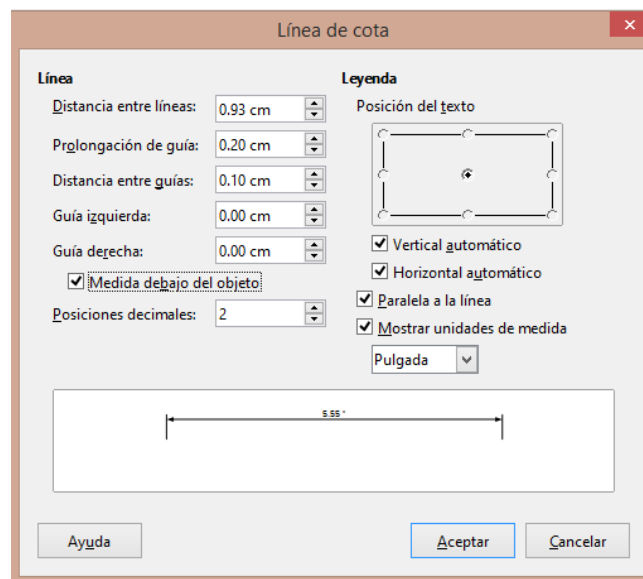 Línea de cota
Línea
Distancia entre líneas: 0.93 cm
Prolongación de guía: 0.20 cm
Distancia entre guías: 0.10 cm
Guía izquierda: 0.00 cm
Guía derecha: 0.00 cm
Medida debajo del objeto
Posiciones decimales: 2
Leyenda
Posición del texto
Vertical automático
Horizontal automático
Paralela a la línea
Mostrar unidades de medida
Pulgada
5.55 "
Ayuda
Aceptar
Cancelar